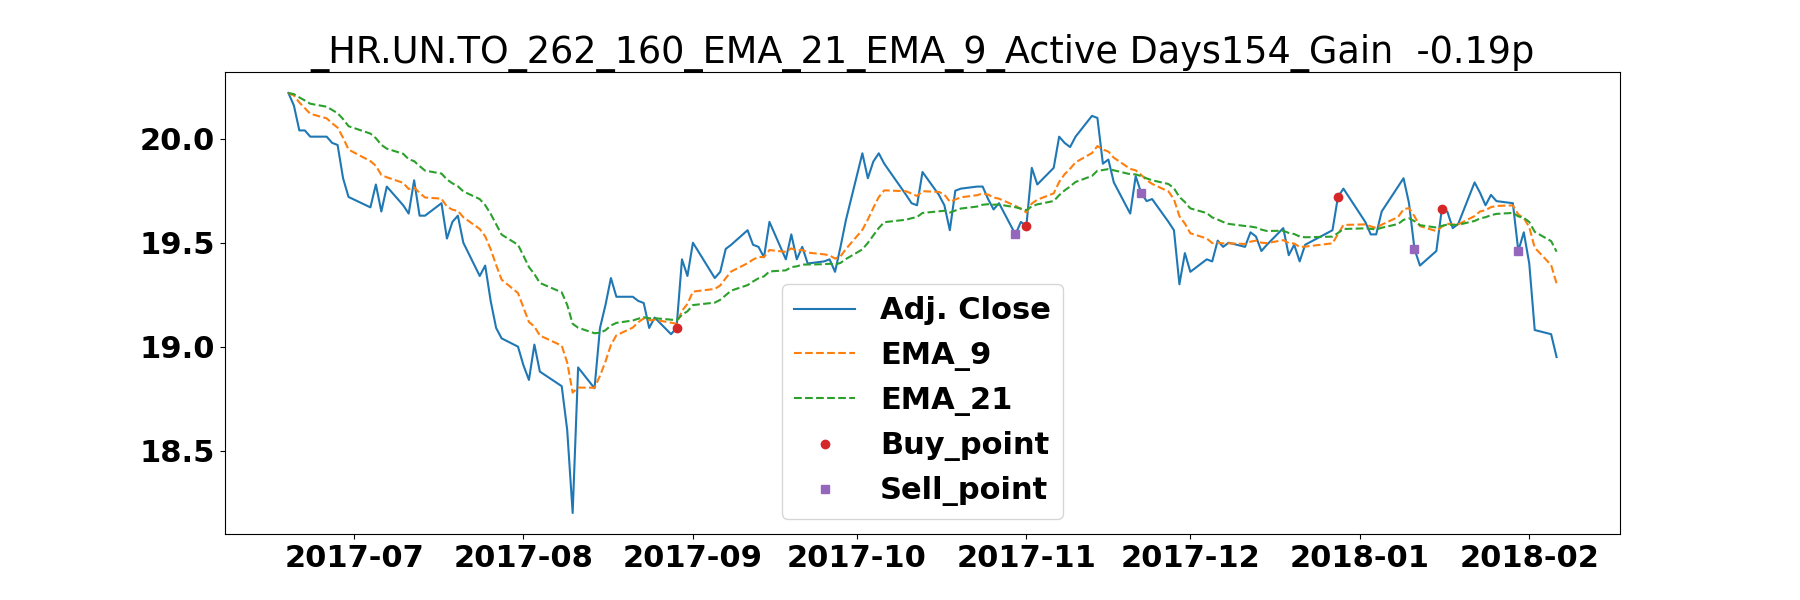 _HR.UN.TO_262_160_EMA_21_EMA_9_Active Days154_Gain  -0.19p
20.0
19.5
19.0
18.5
Adj. Close
EMA_9
EMA_21
Buy_point
Sell_point
2017-07 2017-08 2017-09 2017-10 2017-11 2017-12 2018-01 2018-02